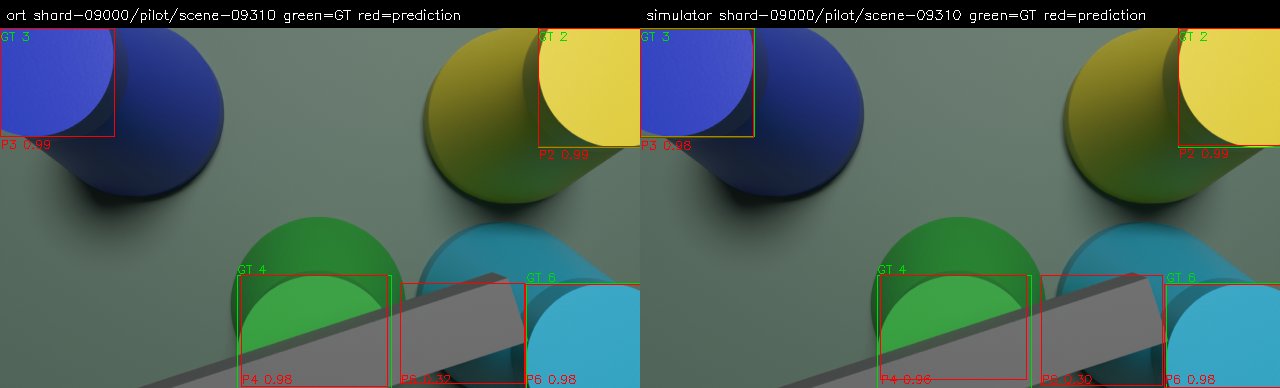 ort shard-09000/pilot/scene-09310 green=GT red=prediction
simulator shard-09000/pilot/scene-09310 green=GT red=prediction
GT 3
GT 2
GT 3
GT 2
P3 0.99
P2 0.99
P3 0.98
P2 0.99
GT 4
GT 6
GT 4
GT 6
P4 0.98
P6 0.98
P4 0.96
P6 0.98